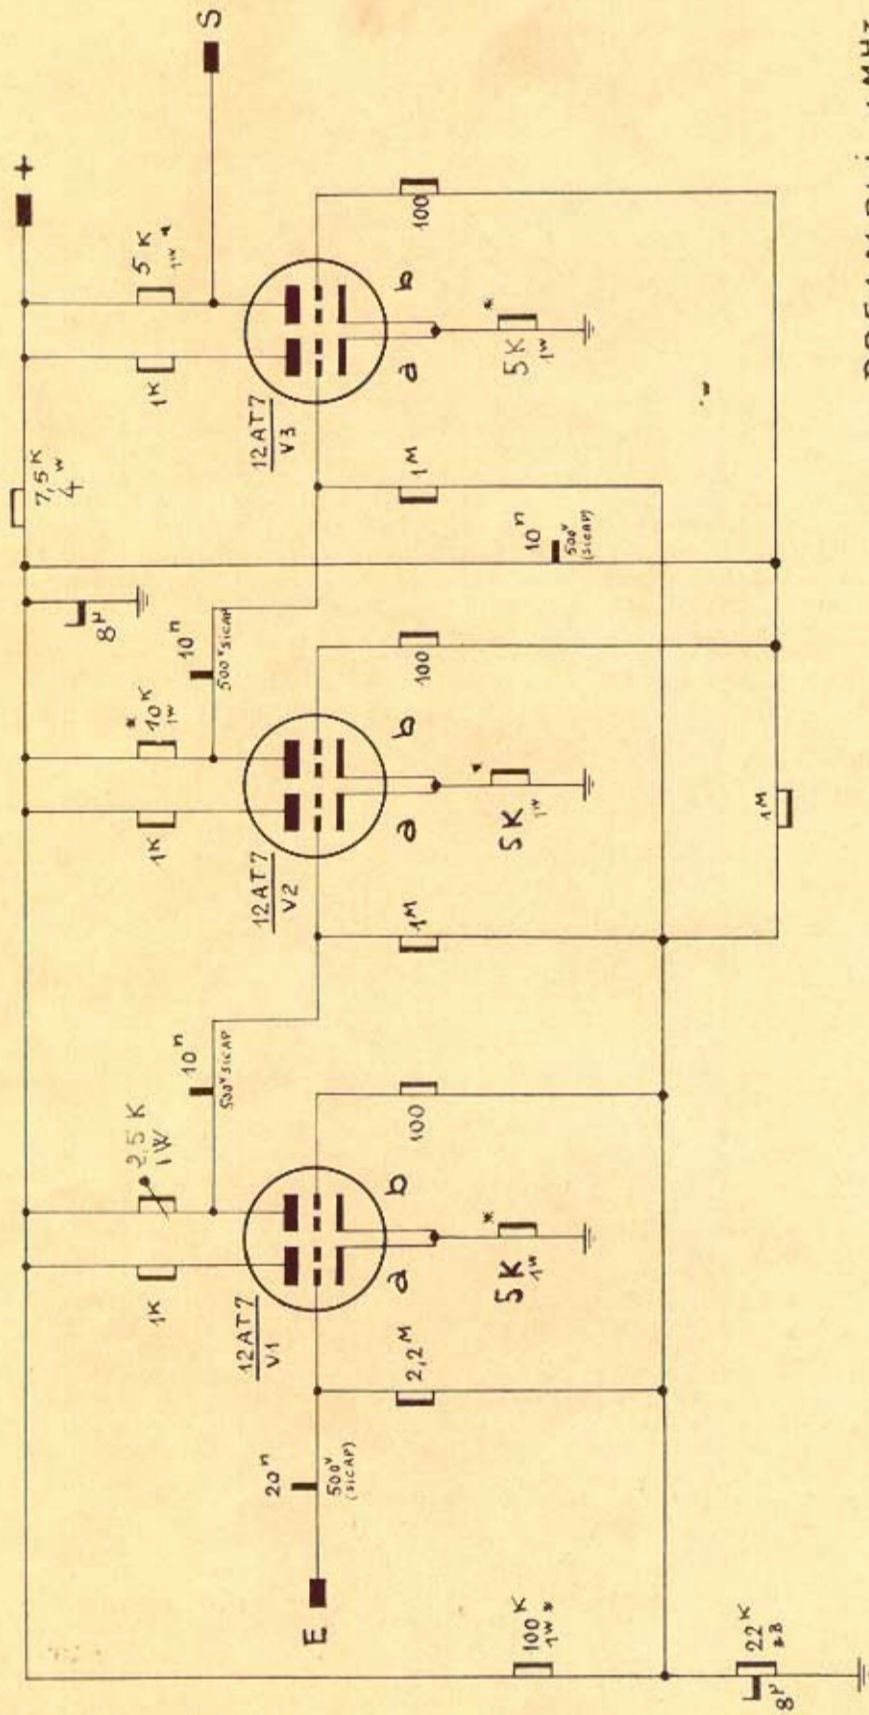 +
S
7,5K
4W
5K
1W *
1K
12AT7
V3
a
b
100
1M
5K
*
1W
8µ
10n
500V SICAP
10n
500V
(SICAP)
*
10K
1W
1K
12AT7
V2
a
b
100
1M
5K
*
1W
1M
10n
500V SICAP
2,5K
1W
1K
12AT7
V1
a
b
100
2,2M
5K
*
1W
20n
500V
(SICAP)
E
100K
1W *
22K
8µ